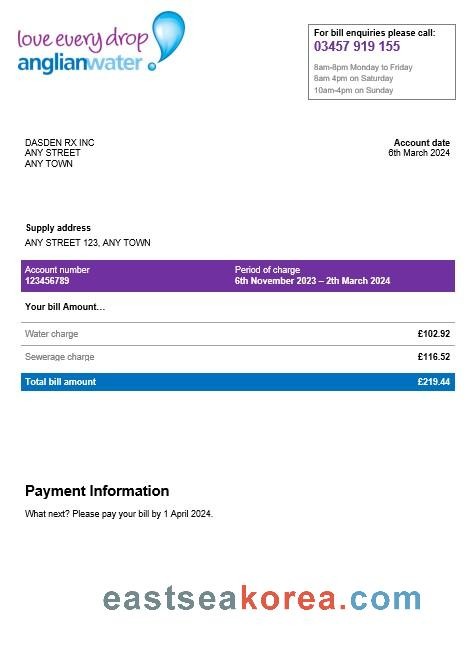 love every drop
anglianwater
For bill enquiries please call:
03457 919 155
8am-8pm Monday to Friday
8am 4pm on Saturday
10am-4pm on Sunday
DASDEN RX INC
ANY STREET
ANY TOWN
Account date
6th March 2024
Supply address
ANY STREET 123, ANY TOWN
Account number Period of charge
123456789 6th November 2023 – 2th March 2024
Your bill Amount...
Water charge £102.92
Sewerage charge £116.52
Total bill amount £219.44
Payment Information
What next? Please pay your bill by 1 April 2024.
eastseakorea.com